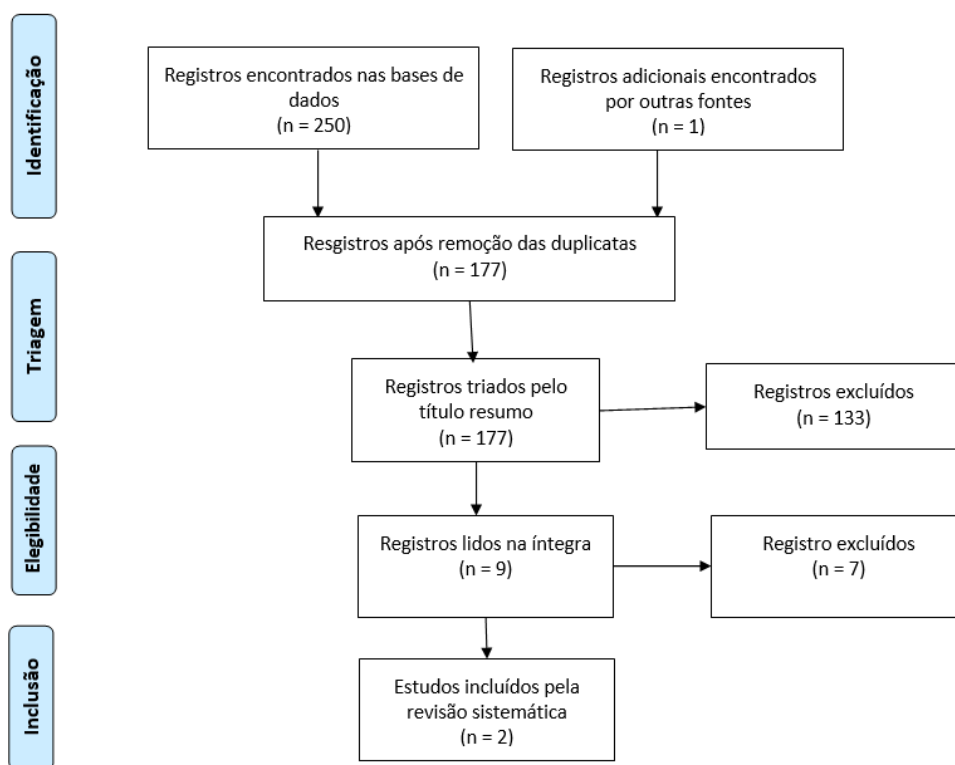 Identificação
Registros encontrados nas bases de
dados
(n = 250)
Registros adicionais encontrados
por outras fontes
(n = 1)
Resgistros após remoção das duplicatas
(n = 177)
Triagem
Registros triados pelo
título resumo
(n = 177)
Registros excluídos
(n = 133)
Elegibilidade
Registros lidos na íntegra
(n = 9)
Registro excluídos
(n = 7)
Inclusão
Estudos incluídos pela
revisão sistemática
(n = 2)